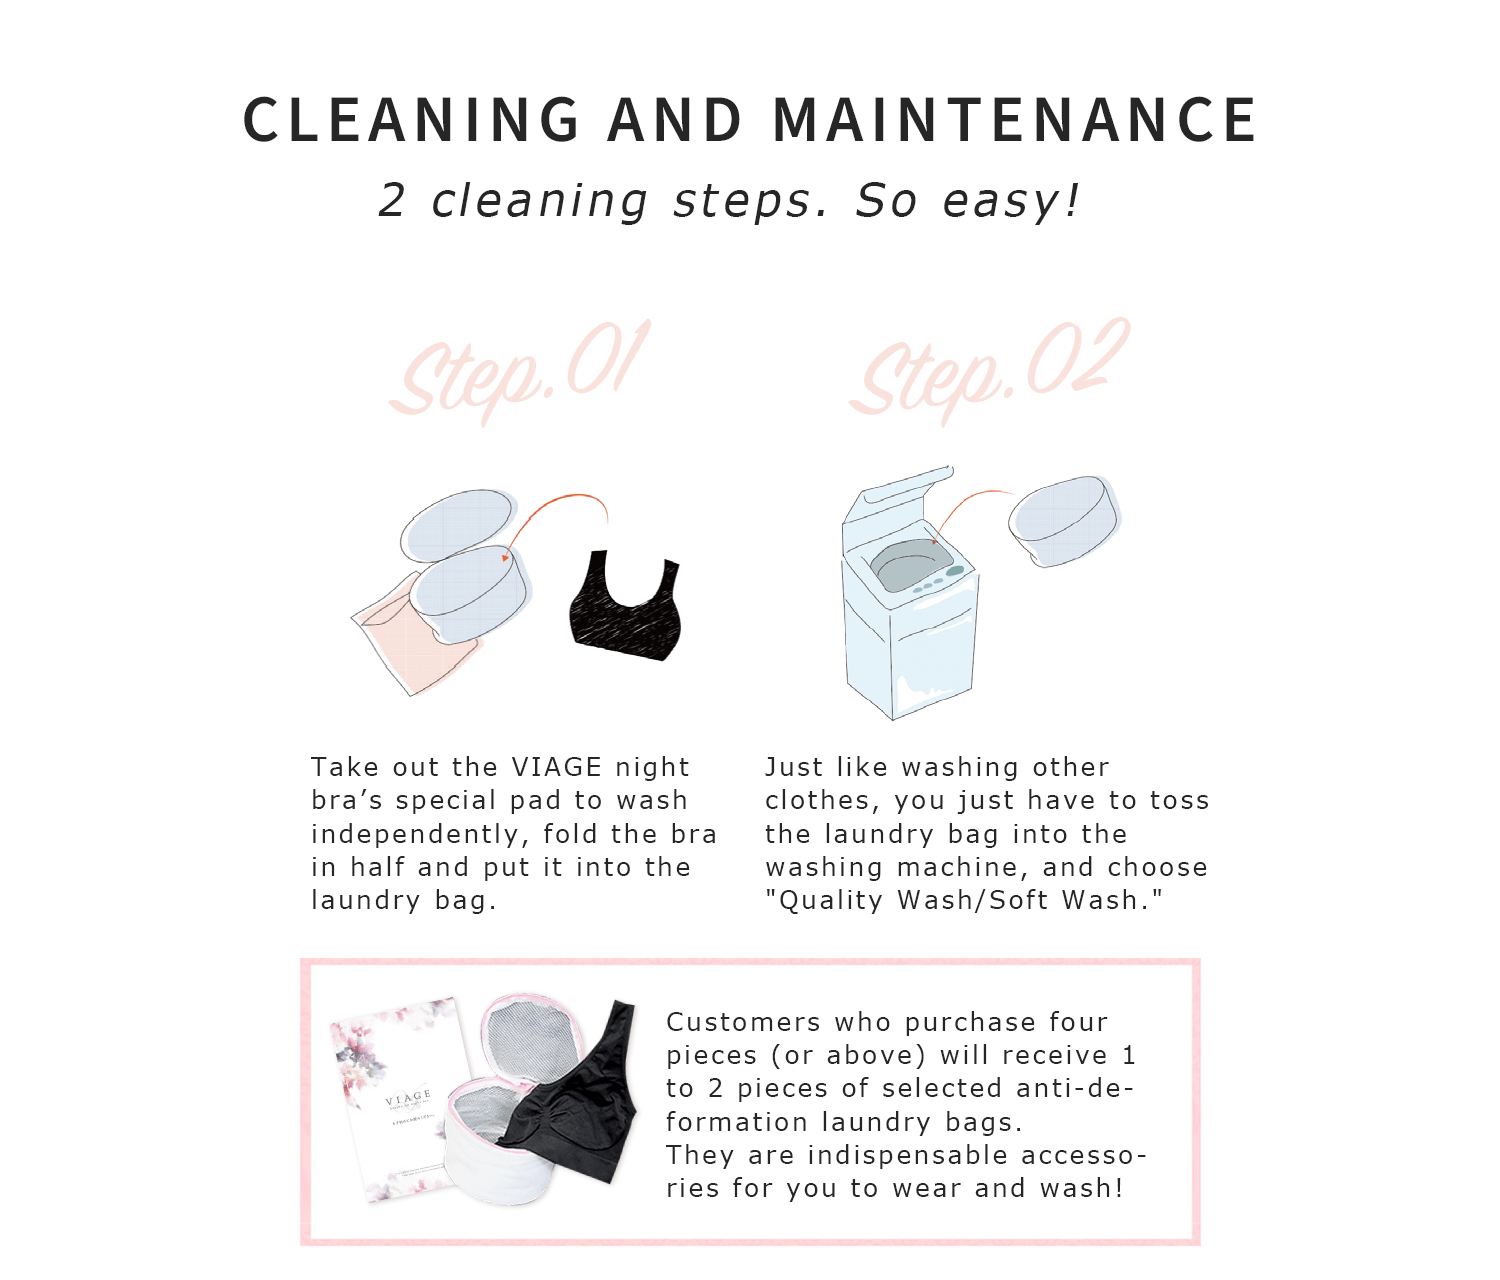 CLEANING AND MAINTENANCE
2 cleaning steps. So easy!
Step.01
Step.02
Take out the VIAGE night
bra’s special pad to wash
independently, fold the bra
in half and put it into the
laundry bag.
Just like washing other
clothes, you just have to toss
the laundry bag into the
washing machine, and choose
"Quality Wash/Soft Wash."
VIAGE
Customers who purchase four
pieces (or above) will receive 1
to 2 pieces of selected anti-de-
formation laundry bags.
They are indispensable accesso-
ries for you to wear and wash!